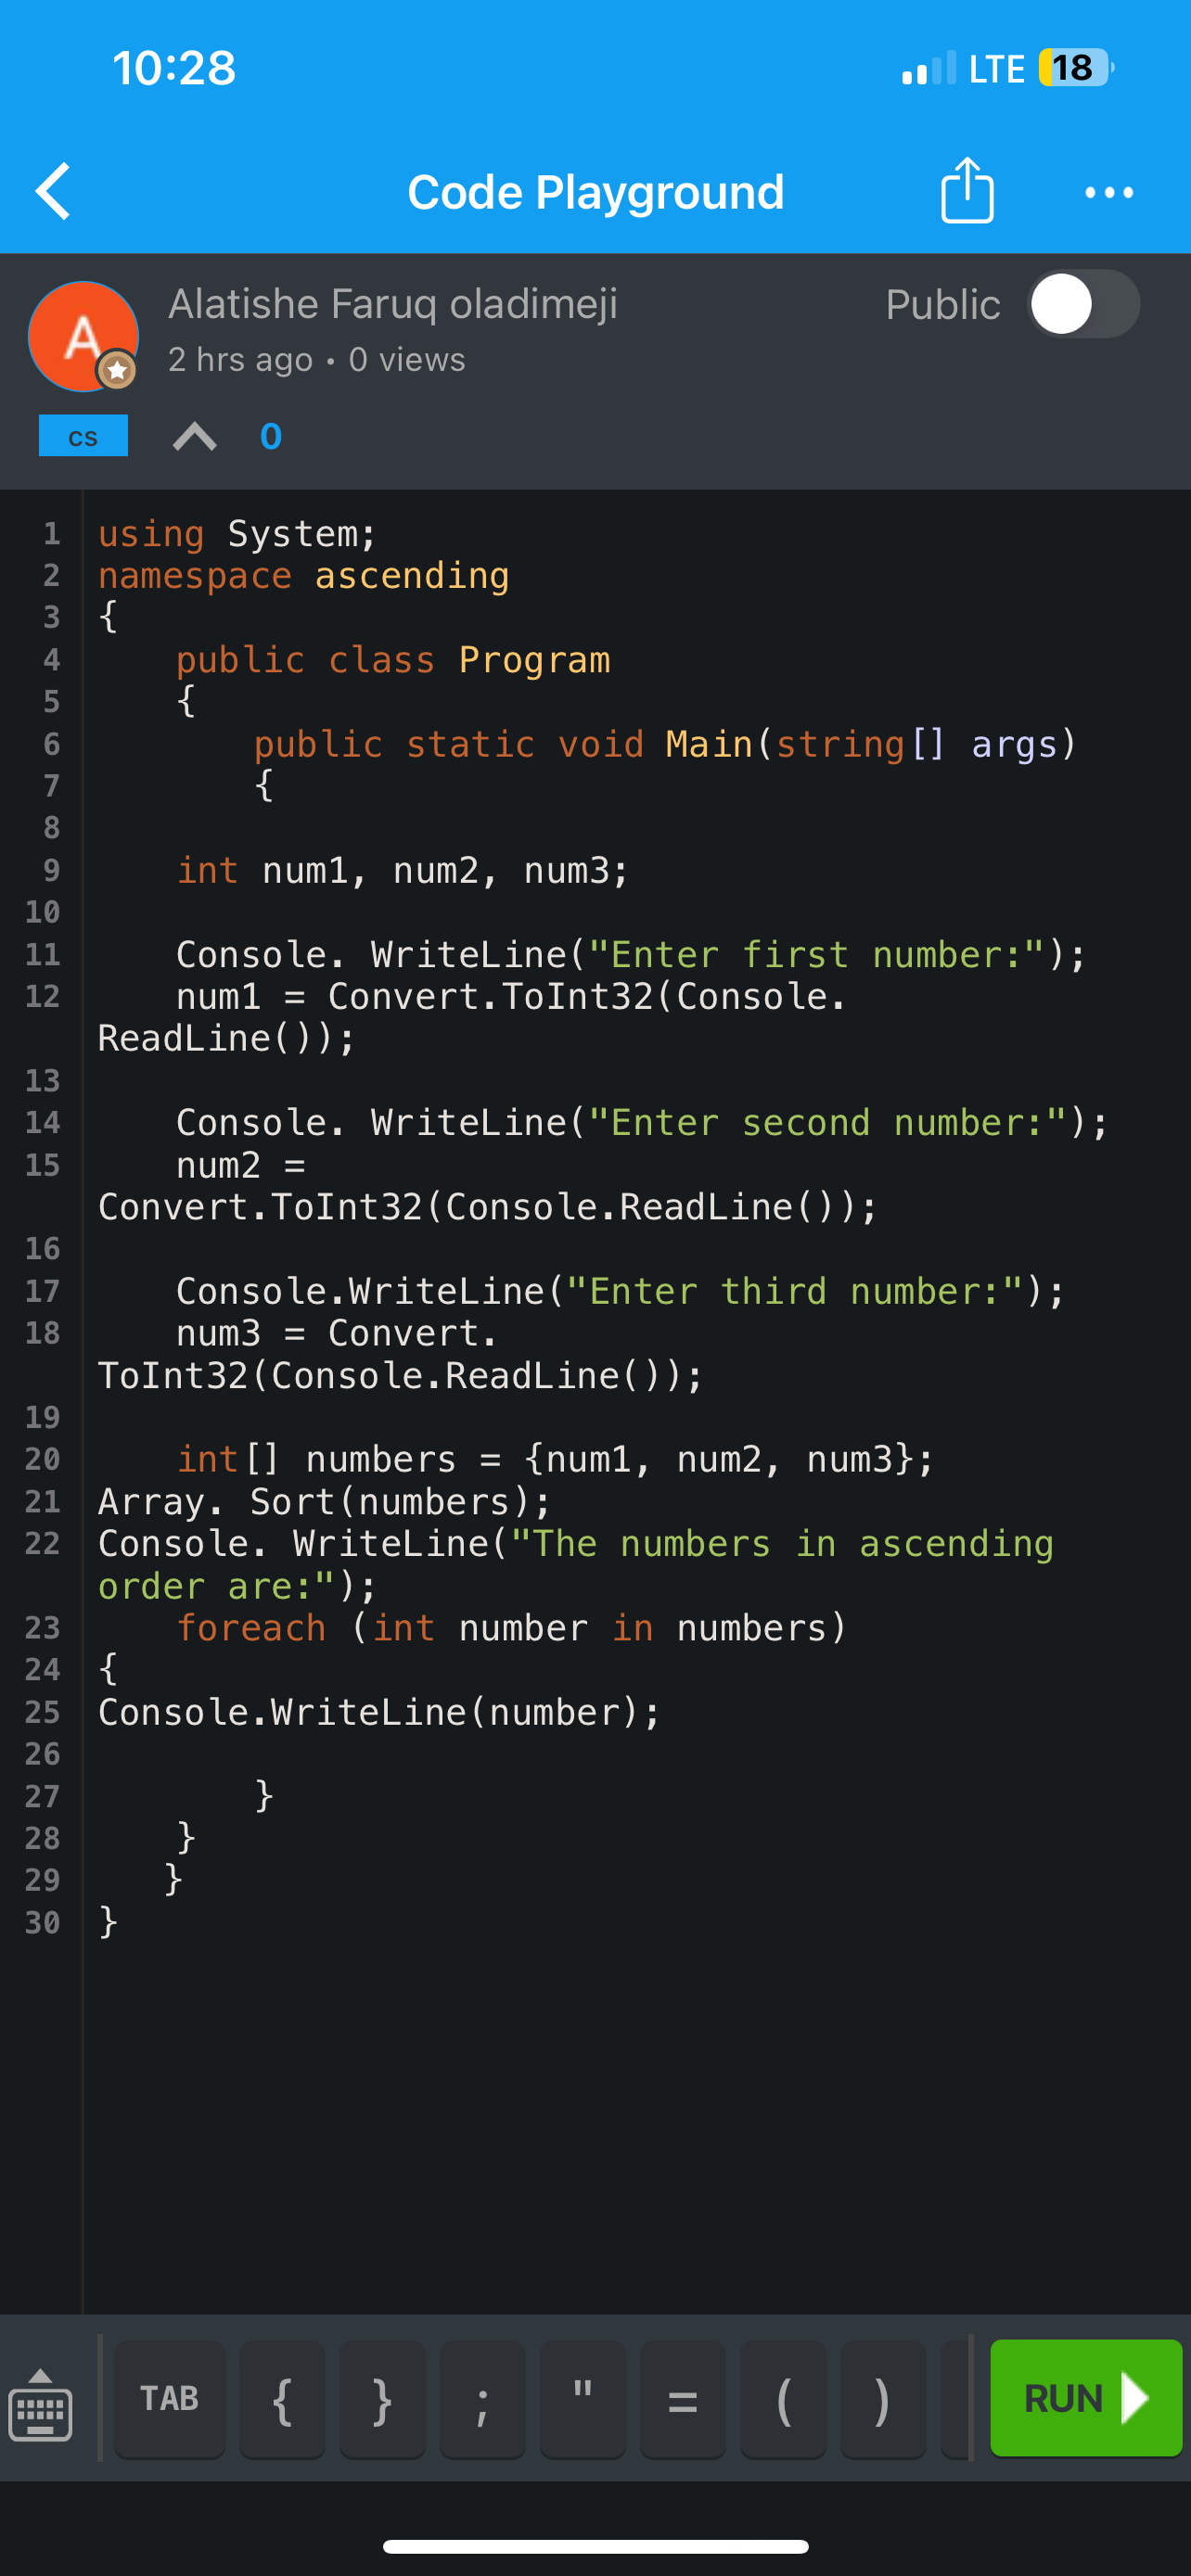 10:28
LTE 18
Code Playground
Alatishe Faruq oladimeji
Public
2 hrs ago • 0 views
A
cs
0
1 using System;
2 namespace ascending
3 {
4     public class Program
5     {
6         public static void Main(string[] args)
7         {
8
9     int num1, num2, num3;
10
11     Console. WriteLine("Enter first number:");
12     num1 = Convert.ToInt32(Console.
ReadLine());
13
14     Console. WriteLine("Enter second number:");
15     num2 =
Convert.ToInt32(Console.ReadLine());
16
17     Console.WriteLine("Enter third number:");
18     num3 = Convert.
ToInt32(Console.ReadLine());
19
20     int[] numbers = {num1, num2, num3};
21 Array. Sort(numbers);
22 Console. WriteLine("The numbers in ascending
order are:");
23     foreach (int number in numbers)
24 {
25 Console.WriteLine(number);
26
27         }
28     }
29    }
30 }
TAB { } ; " = ( ) RUN